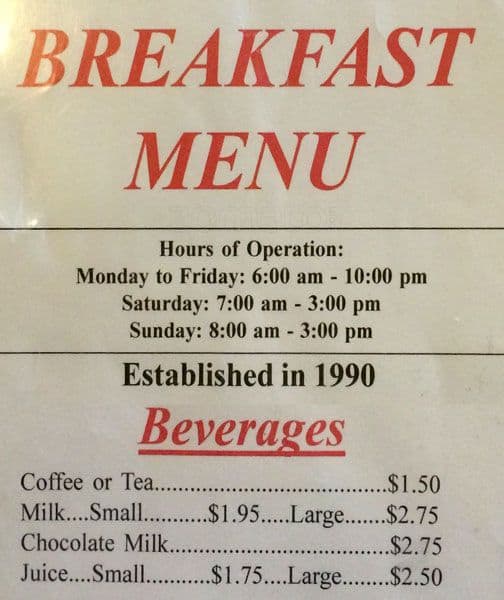 BREAKFAST
MENU
Hours of Operation:
Monday to Friday: 6:00 am - 10:00 pm
Saturday: 7:00 am - 3:00 pm
Sunday: 8:00 am - 3:00 pm
Established in 1990
Beverages
Coffee or Tea......................................$1.50
Milk....Small..........$1.95.....Large.......$2.75
Chocolate Milk....................................$2.75
Juice....Small..........$1.75....Large........$2.50